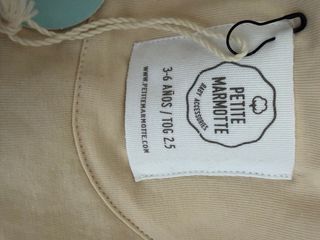 PETITE
MARMOTTE
BABY ACCESSORIES
3-6 AÑOS / TOG 2.5
WWW.PETITEMARMOTTE.COM